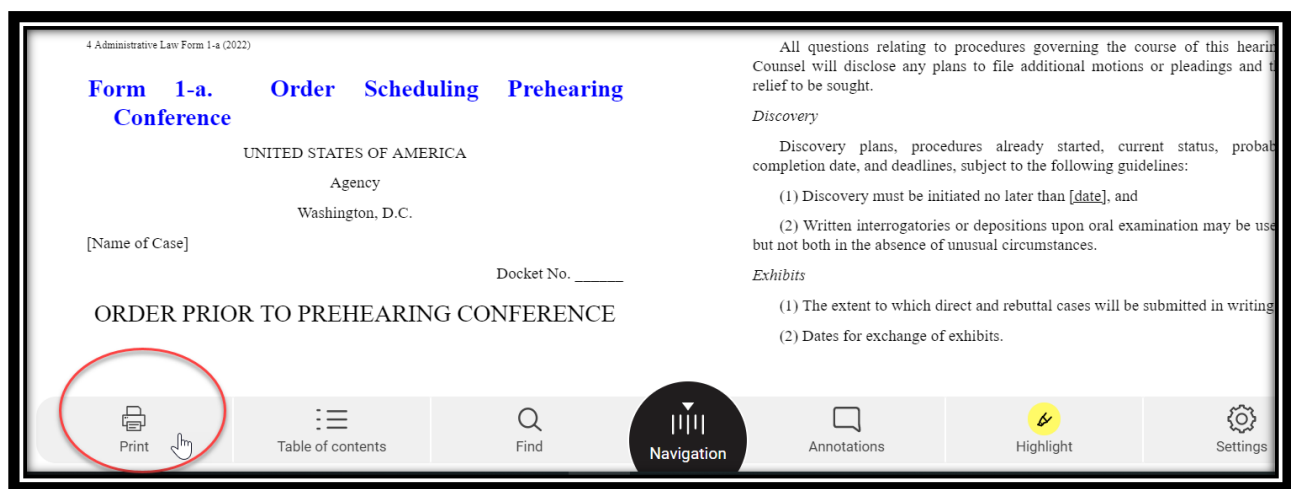 4 Administrative Law Form 1-a (2022)
Form 1-a. Order Scheduling Prehearing
Conference
UNITED STATES OF AMERICA
Agency
Washington, D.C.
[Name of Case]
Docket No. ______
ORDER PRIOR TO PREHEARING CONFERENCE
All questions relating to procedures governing the course of this
Counsel will disclose any plans to file additional motions or pleadings and
relief to be sought.
Discovery
Discovery plans, procedures already started, current status,
completion date, and deadlines, subject to the following guidelines:
(1) Discovery must be initiated no later than [date], and
(2) Written interrogatories or depositions upon oral examination may be
but not both in the absence of unusual circumstances.
Exhibits
(1) The extent to which direct and rebuttal cases will be submitted in writing
(2) Dates for exchange of exhibits.
Print
Table of contents
Find
Navigation
Annotations
Highlight
Settings